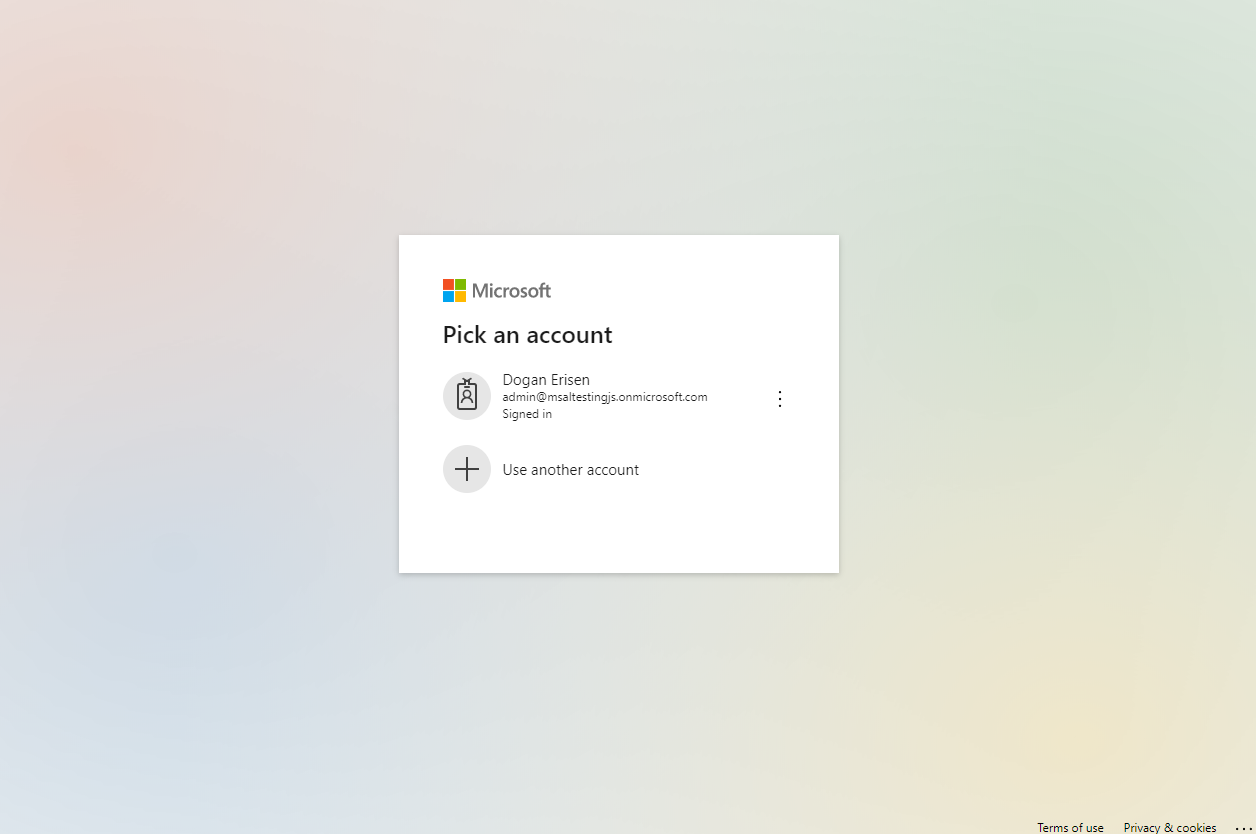 Microsoft
Pick an account
Dogan Erisen
admin@msaltestingjs.onmicrosoft.com
Signed in
Use another account
Terms of use Privacy & cookies ...